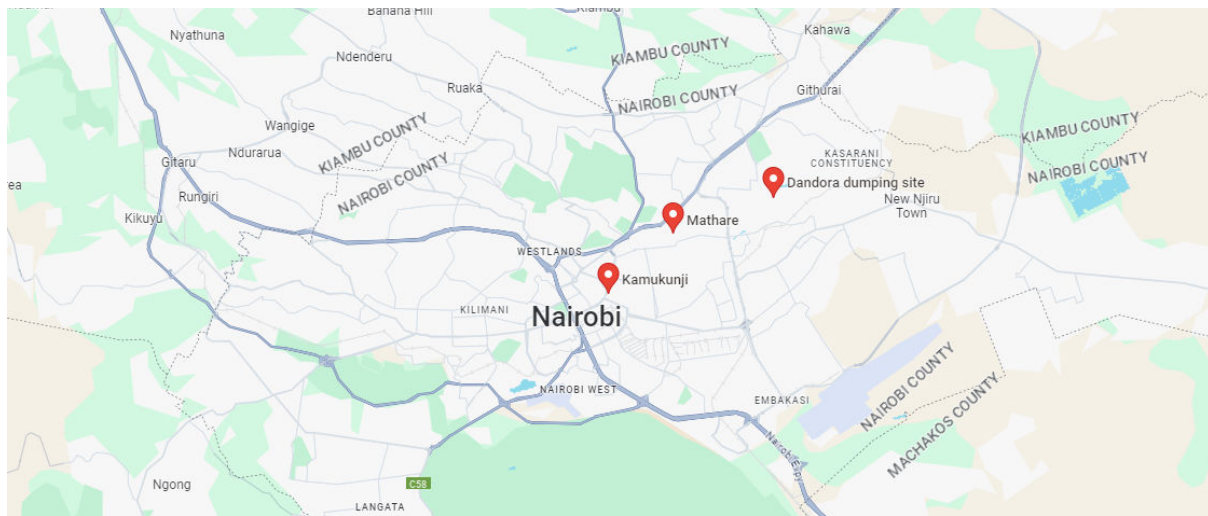 Banana Hill
Kiambu
Nyathuna
Kahawa
Ndenderu
KIAMBU COUNTY
Ruaka
NAIROBI COUNTY
Githurai
Wangige
KIAMBU COUNTY
KIAMBU COUNTY
Ndurarua
Gitaru
KASARANI
CONSTITUENCY
NAIROBI COUNTY
NAIROBI COUNTY
Rungiri
Dandora dumping site
New Njiru
Town
Kikuyu
Mathare
WESTLANDS
Kamukunji
KILIMANI
Nairobi
NAIROBI WEST
EMBAKASI
NAIROBI COUNTY
MACHAKOS COUNTY
Nairobi Expy
Ngong
C58
LANGATA